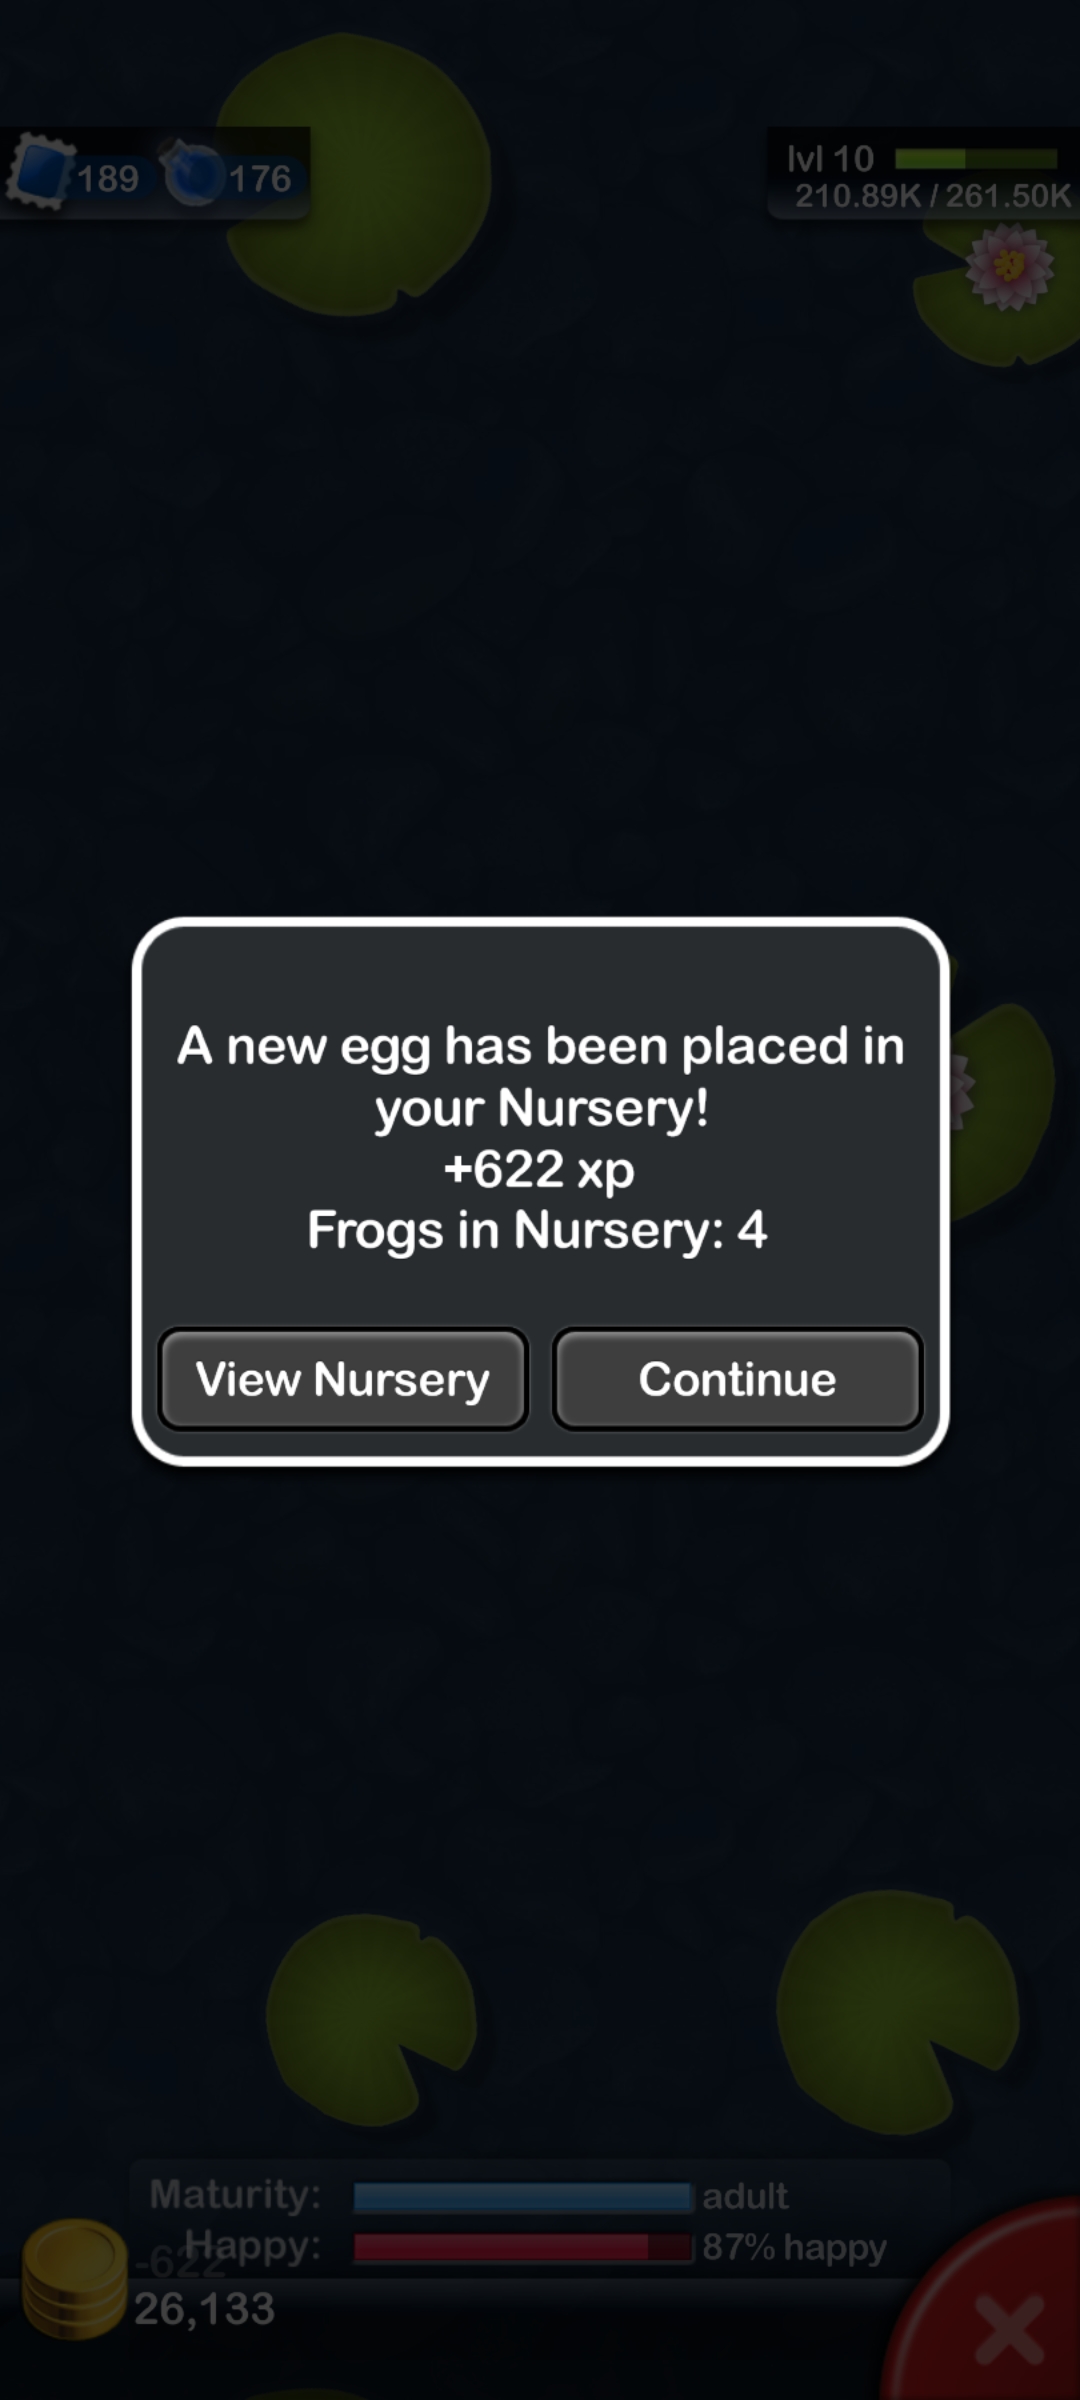 189 176
lvl 10
210.89K / 261.50K
A new egg has been placed in
your Nursery!
+622 xp
Frogs in Nursery: 4
View Nursery Continue
Maturity: adult
Happy: 87% happy
-622
26,133